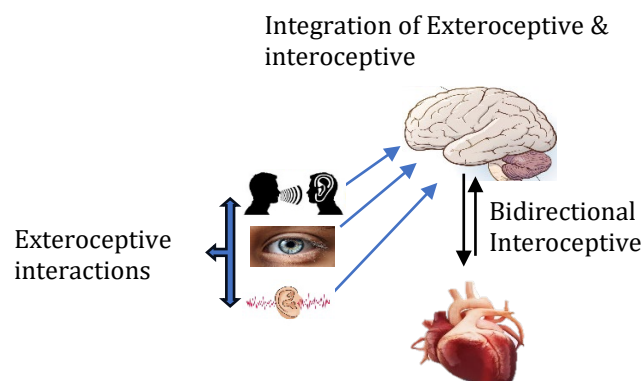 Integration of Exteroceptive &
interoceptive
Exteroceptive
interactions
Bidirectional
Interoceptive